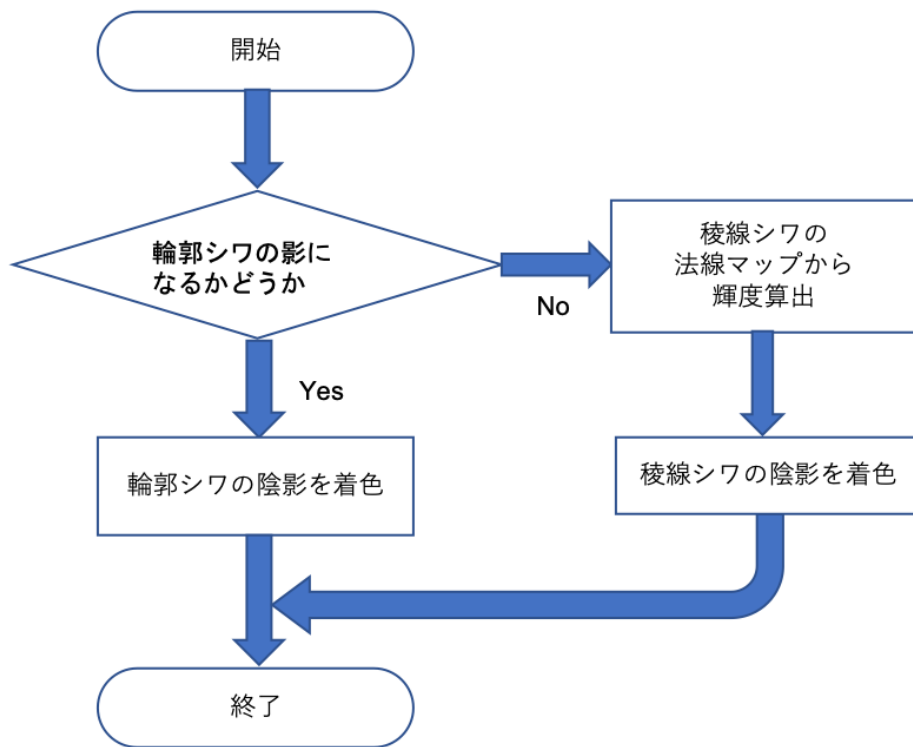 開始
輪郭シワの影に
なるかどうか
No
稜線シワの
法線マップから
輝度算出
Yes
輪郭シワの陰影を着色
稜線シワの陰影を着色
終了